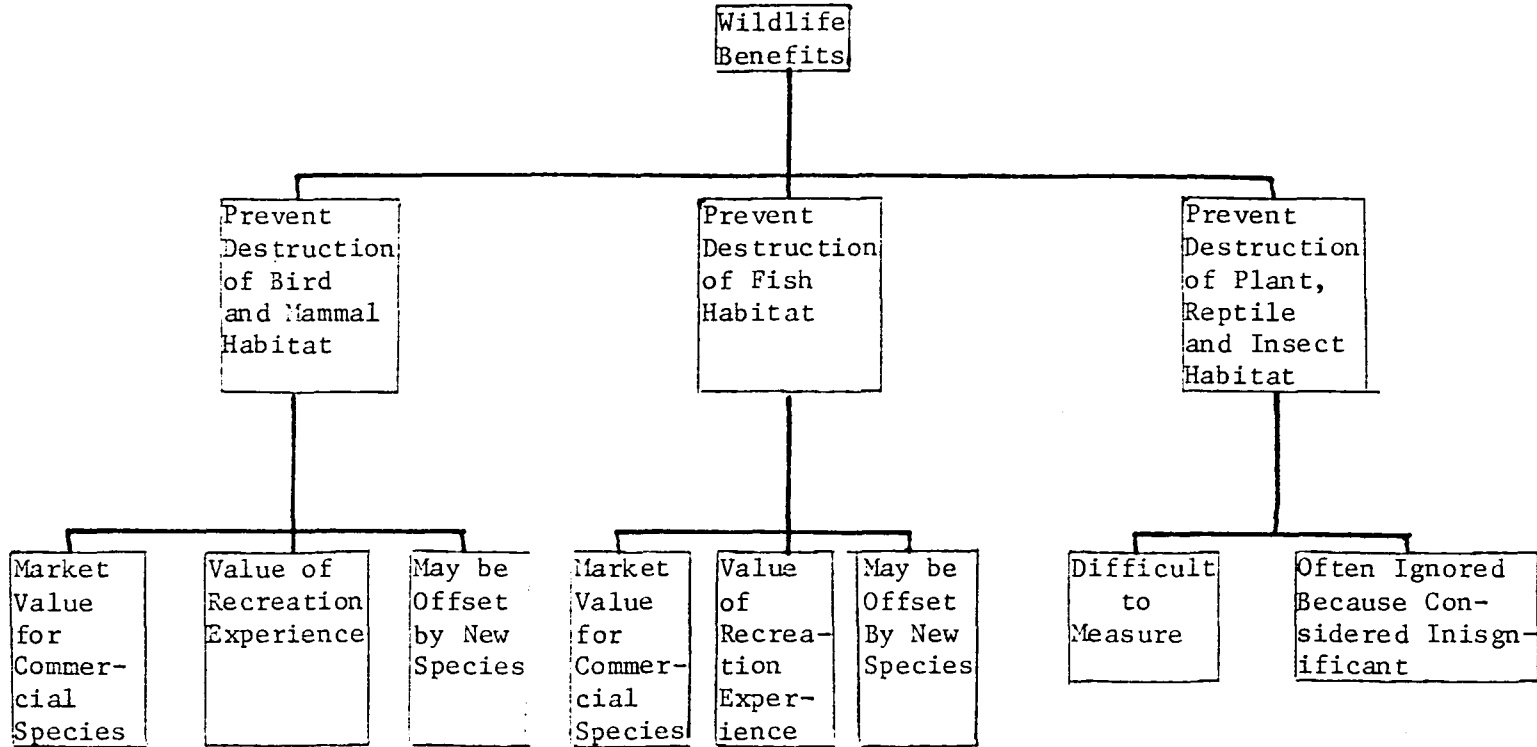 Wildlife
Benefits
Prevent
Destruction
of Bird
and Mammal
Habitat
Prevent
Destruction
of Fish
Habitat
Prevent
Destruction
of Plant,
Reptile
and Insect
Habitat
Market
Value
for
Commer-
cial
Species
Value of
Recreation
Experience
May be
Offset
by New
Species
Market
Value
for
Commer-
cial
Species
Value
of
Recrea-
tion
Exper-
ience
May be
Offset
By New
Species
Difficult
to
Measure
Often Ignored
Because Con-
sidered Inisgn-
ificant